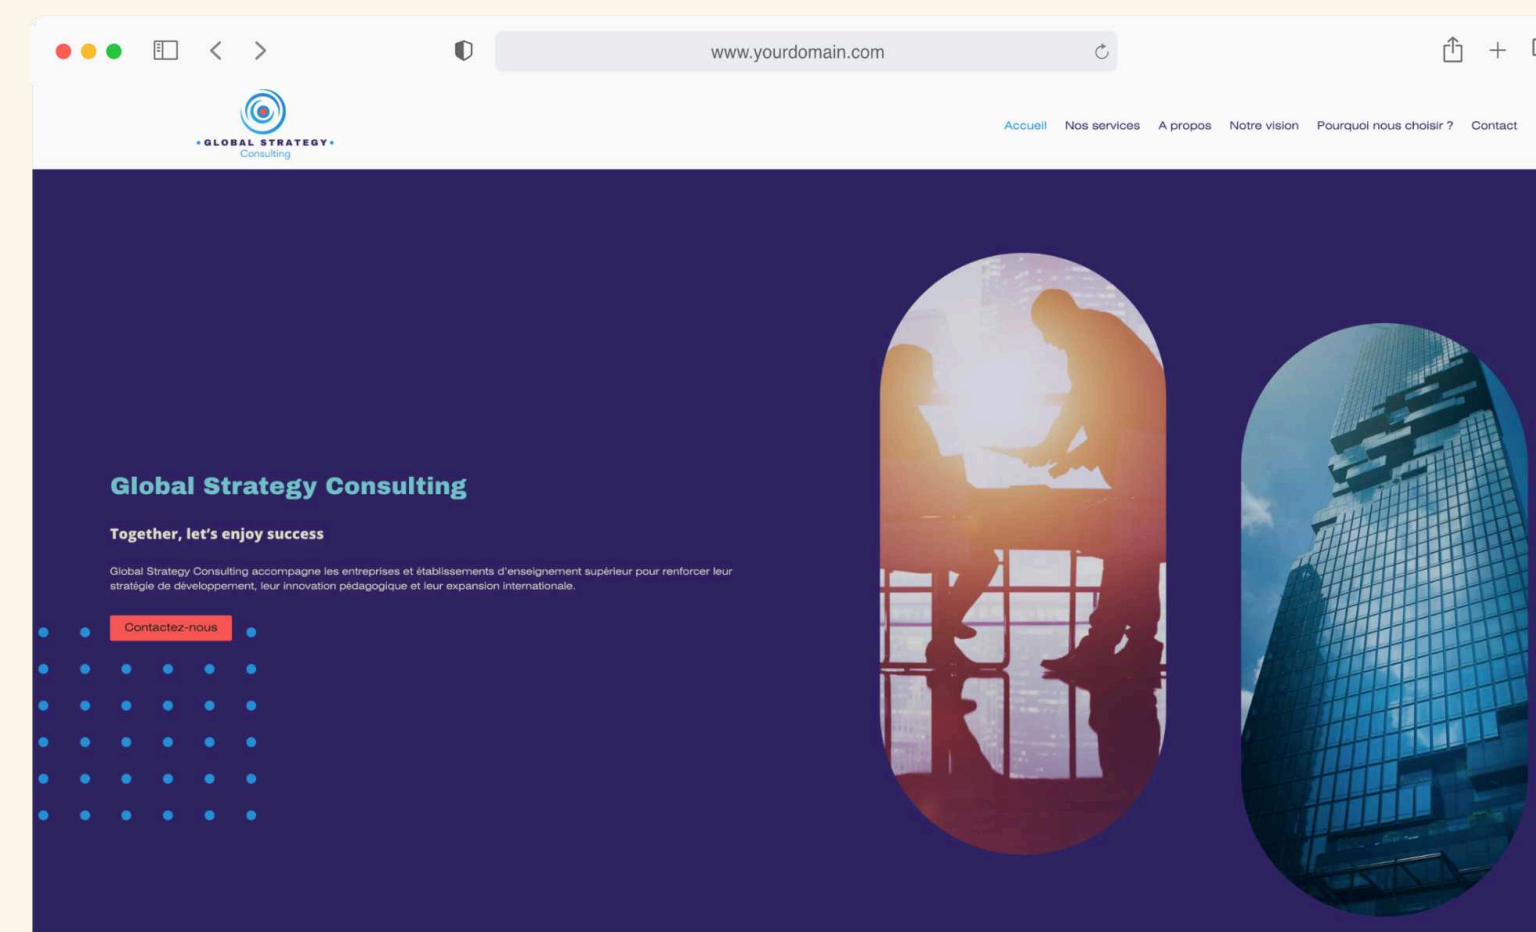 www.yourdomain.com
• GLOBAL STRATEGY •
Consulting
Accueil Nos services A propos Notre vision Pourquoi nous choisir ? Contact
Global Strategy Consulting
Together, let’s enjoy success
Global Strategy Consulting accompagne les entreprises et établissements d'enseignement supérieur pour renforcer leur
stratégie de développement, leur innovation pédagogique et leur expansion internationale.
Contactez-nous